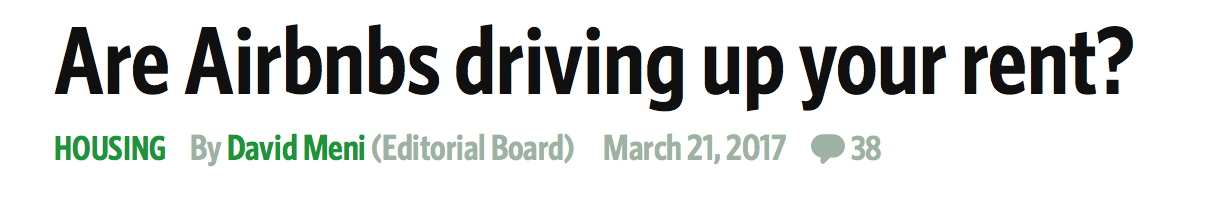 Are Airbnbs driving up your rent?
HOUSING By David Meni (Editorial Board) March 21, 2017 38